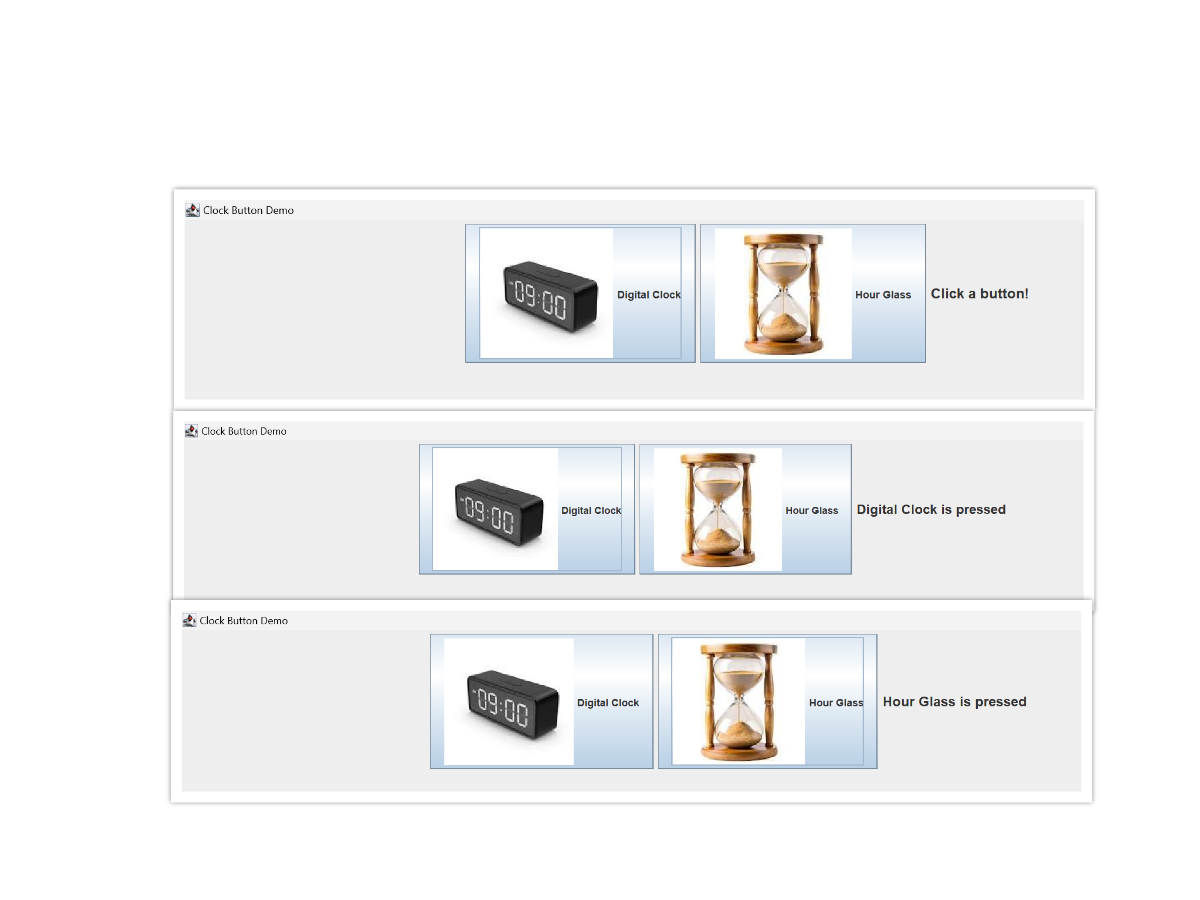 Clock Button Demo
09:00
Digital Clock
Hour Glass
Click a button!
Clock Button Demo
09:00
Digital Clock
Hour Glass
Digital Clock is pressed
Clock Button Demo
09:00
Digital Clock
Hour Glass
Hour Glass is pressed